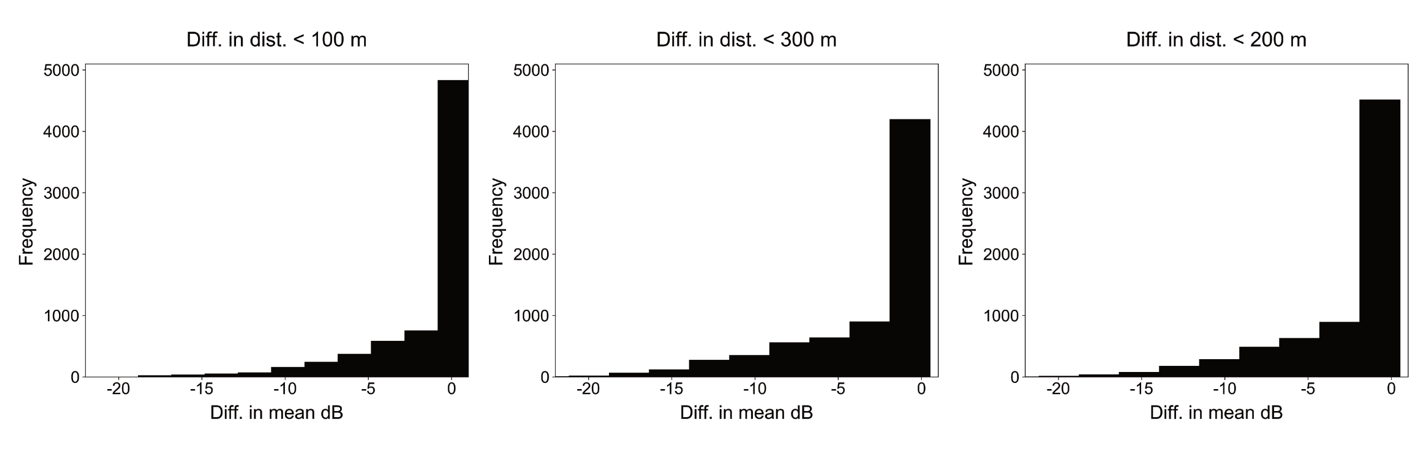 Diff. in dist. < 100 m
5000
4000
3000
2000
1000
0
Frequency
-20 -15 -10 -5 0
Diff. in mean dB
Diff. in dist. < 300 m
5000
4000
3000
2000
1000
0
Frequency
-20 -15 -10 -5 0
Diff. in mean dB
Diff. in dist. < 200 m
5000
4000
3000
2000
1000
0
Frequency
-20 -15 -10 -5 0
Diff. in mean dB